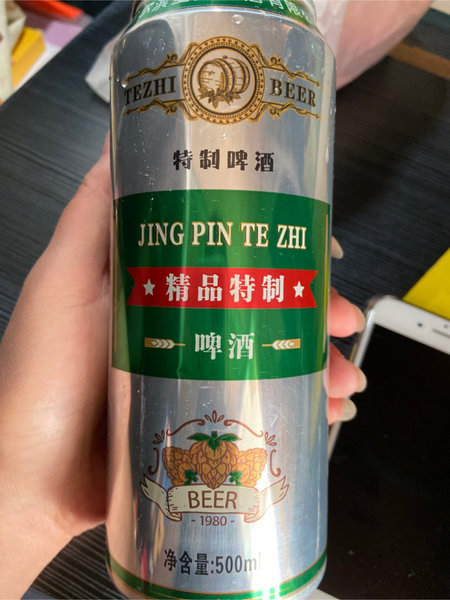 TEZHI BEER
特制啤酒
JING PIN TE ZHI
精品特制
啤酒
BEER
- 1980 -
净含量:500ml